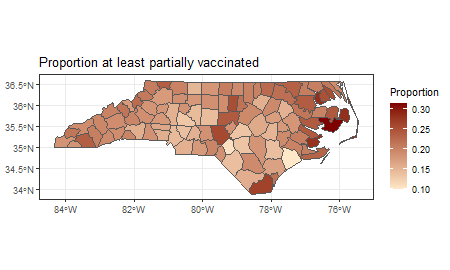 Proportion at least partially vaccinated
36.5°N
36°N
35.5°N
35°N
34.5°N
34°N
84°W
82°W
80°W
78°W
76°W
Proportion
0.30
0.25
0.20
0.15
0.10